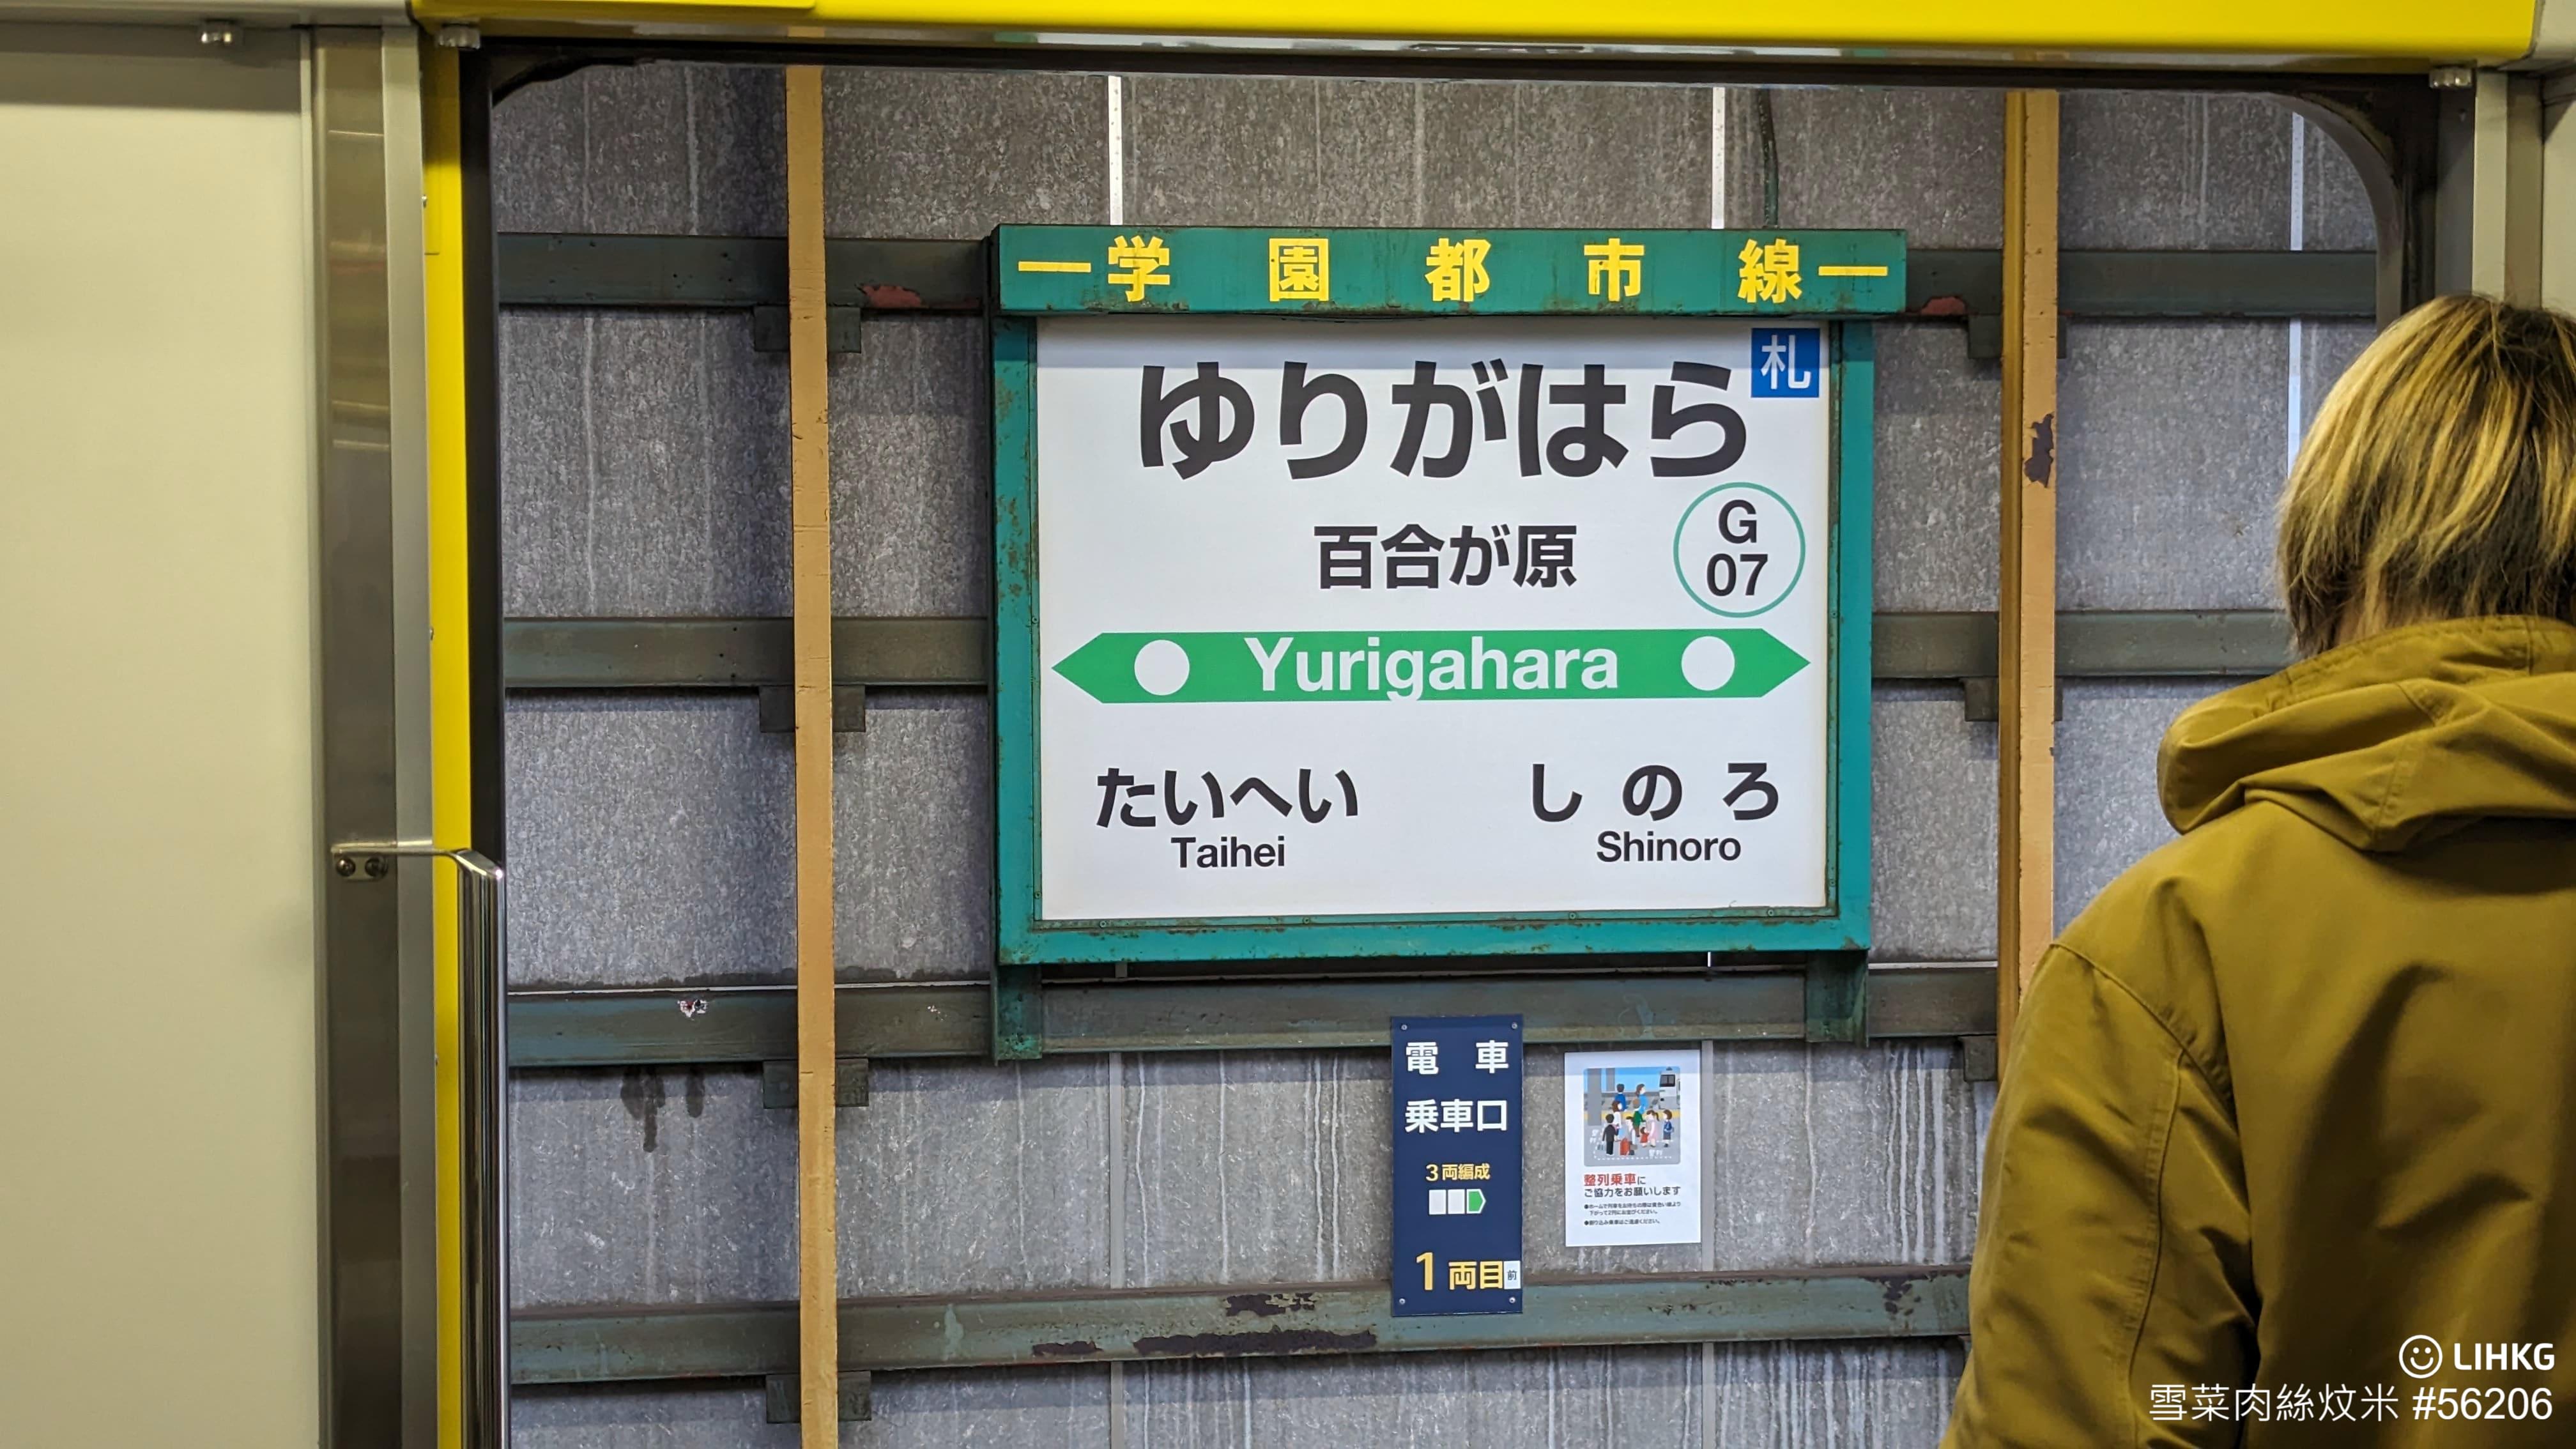 学園都市線
札
ゆりがはら
百合が原
G
07
Yurigahara
たいへい
しのろ
Taihei
Shinoro
電車
乗車口
3両編成
1両目
前
整列乗車に
ご協力をお願いします
LIHKG
雪菜肉絲炆米 #56206